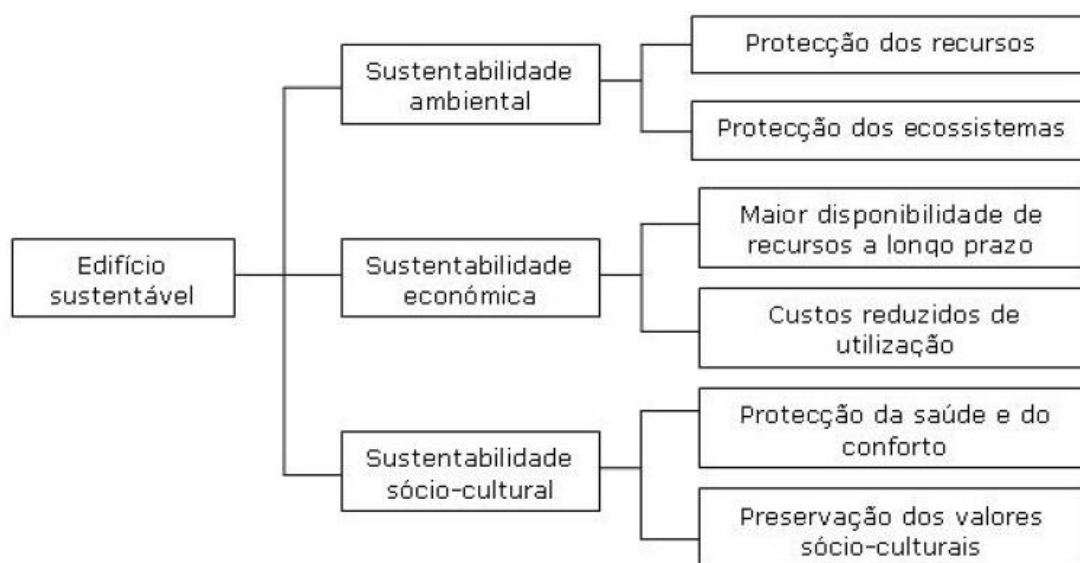 Edifício
sustentável
Sustentabilidade
ambiental
Protecção dos recursos
Protecção dos ecossistemas
Sustentabilidade
económica
Maior disponibilidade de
recursos a longo prazo
Custos reduzidos de
utilização
Sustentabilidade
sócio-cultural
Protecção da saúde e do
conforto
Preservação dos valores
sócio-culturais